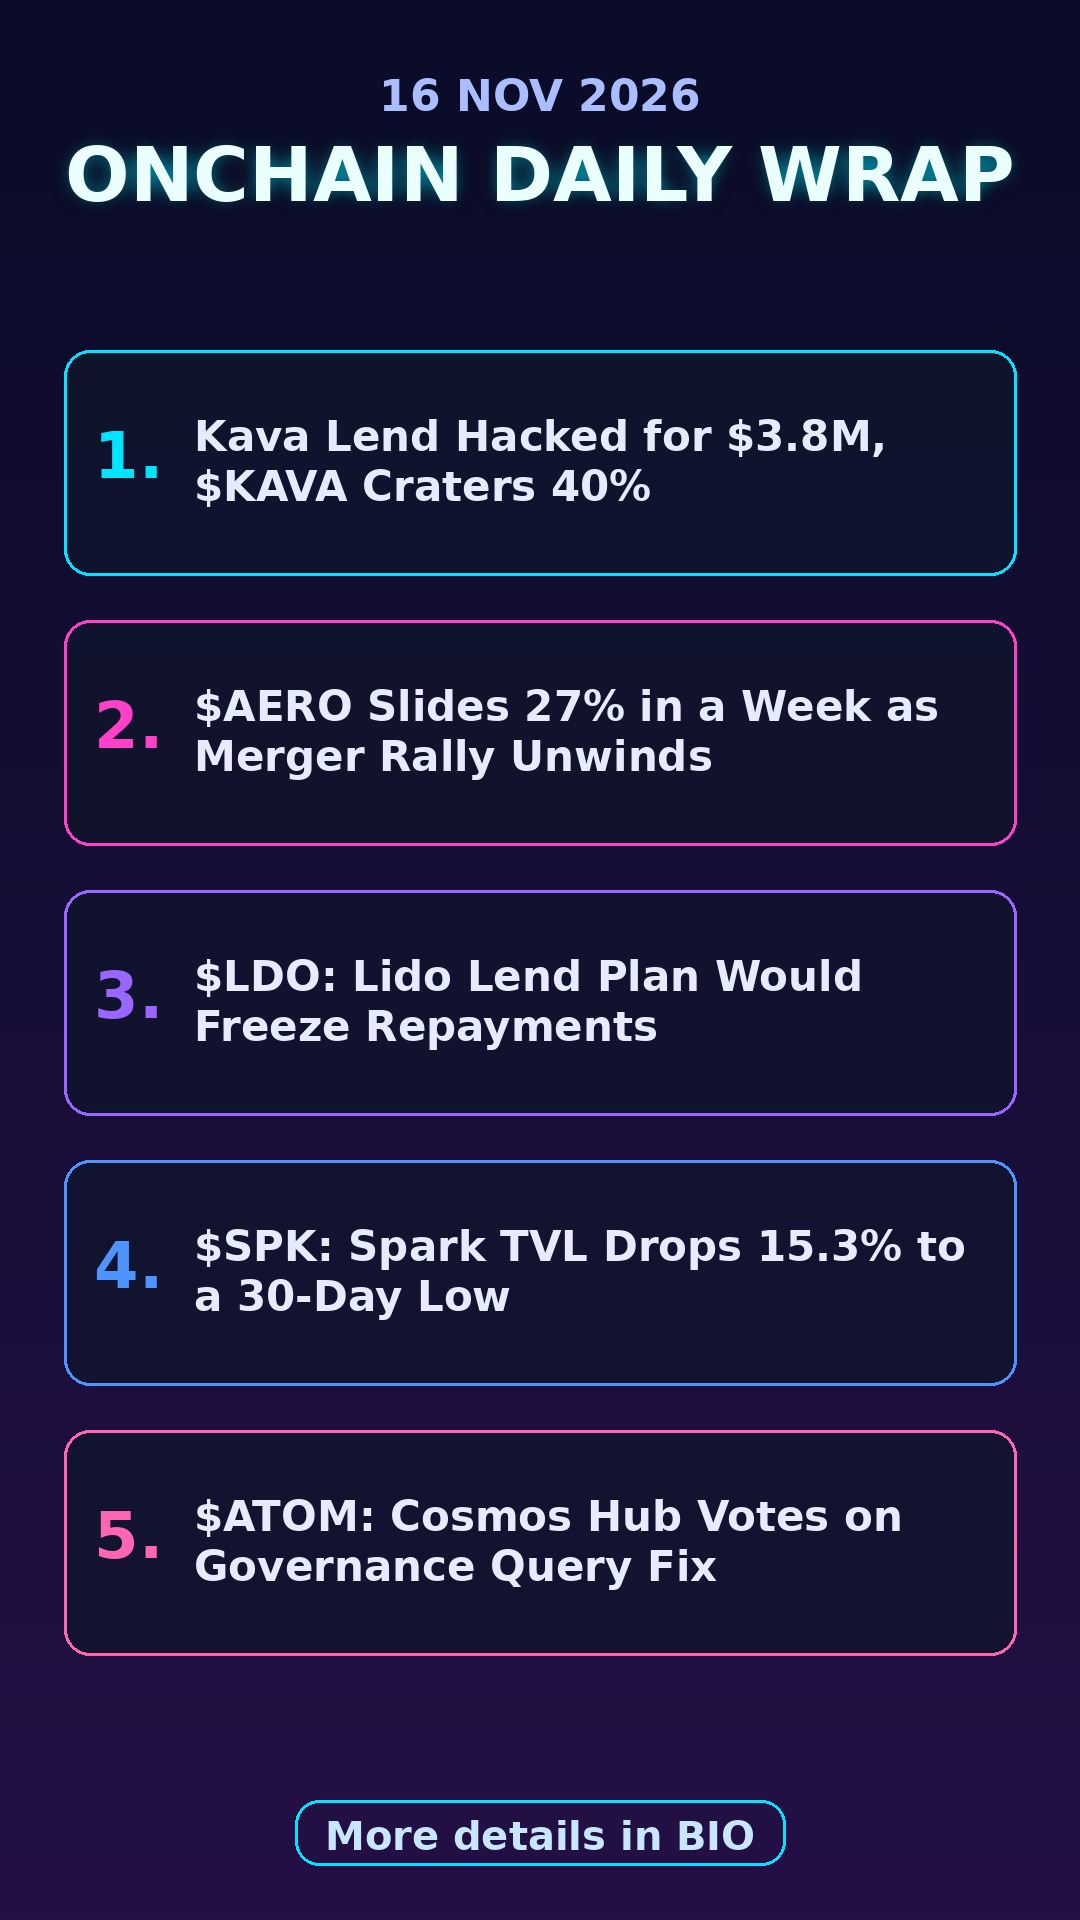 16 NOV 2026
ONCHAIN DAILY WRAP
1. Kava Lend Hacked for $3.8M,
$KAVA Craters 40%
2. $AERO Slides 27% in a Week as
Merger Rally Unwinds
3. $LDO: Lido Lend Plan Would
Freeze Repayments
4. $SPK: Spark TVL Drops 15.3% to
a 30-Day Low
5. $ATOM: Cosmos Hub Votes on
Governance Query Fix
More details in BIO